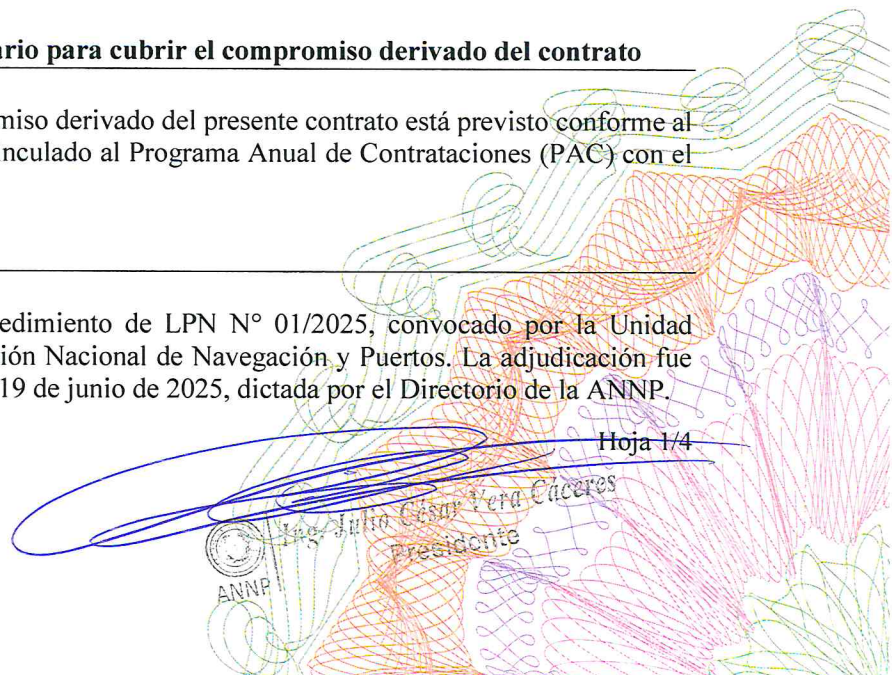 ario para cubrir el compromiso derivado del contrato
miso derivado del presente contrato está previsto conforme al
inculado al Programa Anual de Contrataciones (PAC) con el
edimiento de LPN N° 01/2025, convocado por la Unidad
ión Nacional de Navegación y Puertos. La adjudicación fue
19 de junio de 2025, dictada por el Directorio de la ANNP.
Hoja 1/4
Ing. Julio César Vera Cáceres
Presidente
ANNP